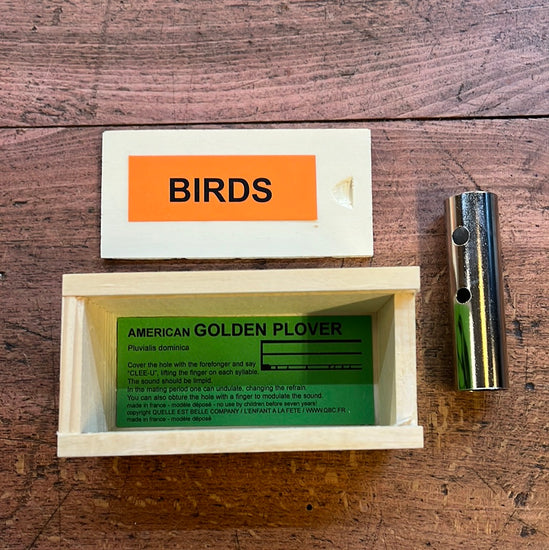 BIRDS
AMERICAN GOLDEN PLOVER
Pluvialis dominica
Cover the hole with the forefonger and say
"CLEE-U", lifting the finger on each syllable.
The sound should be limpid.
In the mating period one can undulate, changing the refrain.
You can also obture the hole with a finger to modulate the sound.
made in france - modèle déposé - no use by children before seven years!
copyright QUELLE EST BELLE COMPANY / L'ENFANT A LA FETE / WWW.QBC.FR -
made in france - modèle déposé